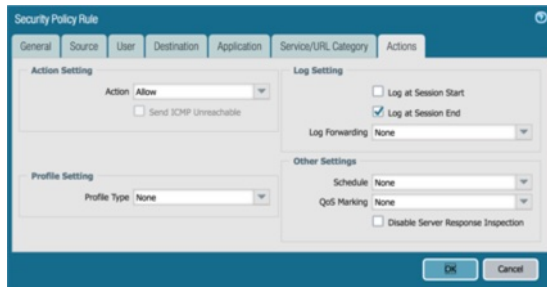 Security Policy Rule
General Source User Destination Application Service/URL Category Actions
Action Setting
Action Allow
Send ICMP Unreachable
Profile Setting
Profile Type None
Log Setting
Log at Session Start
Log at Session End
Log Forwarding None
Other Settings
Schedule None
QoS Marking None
Disable Server Response Inspection
OK Cancel